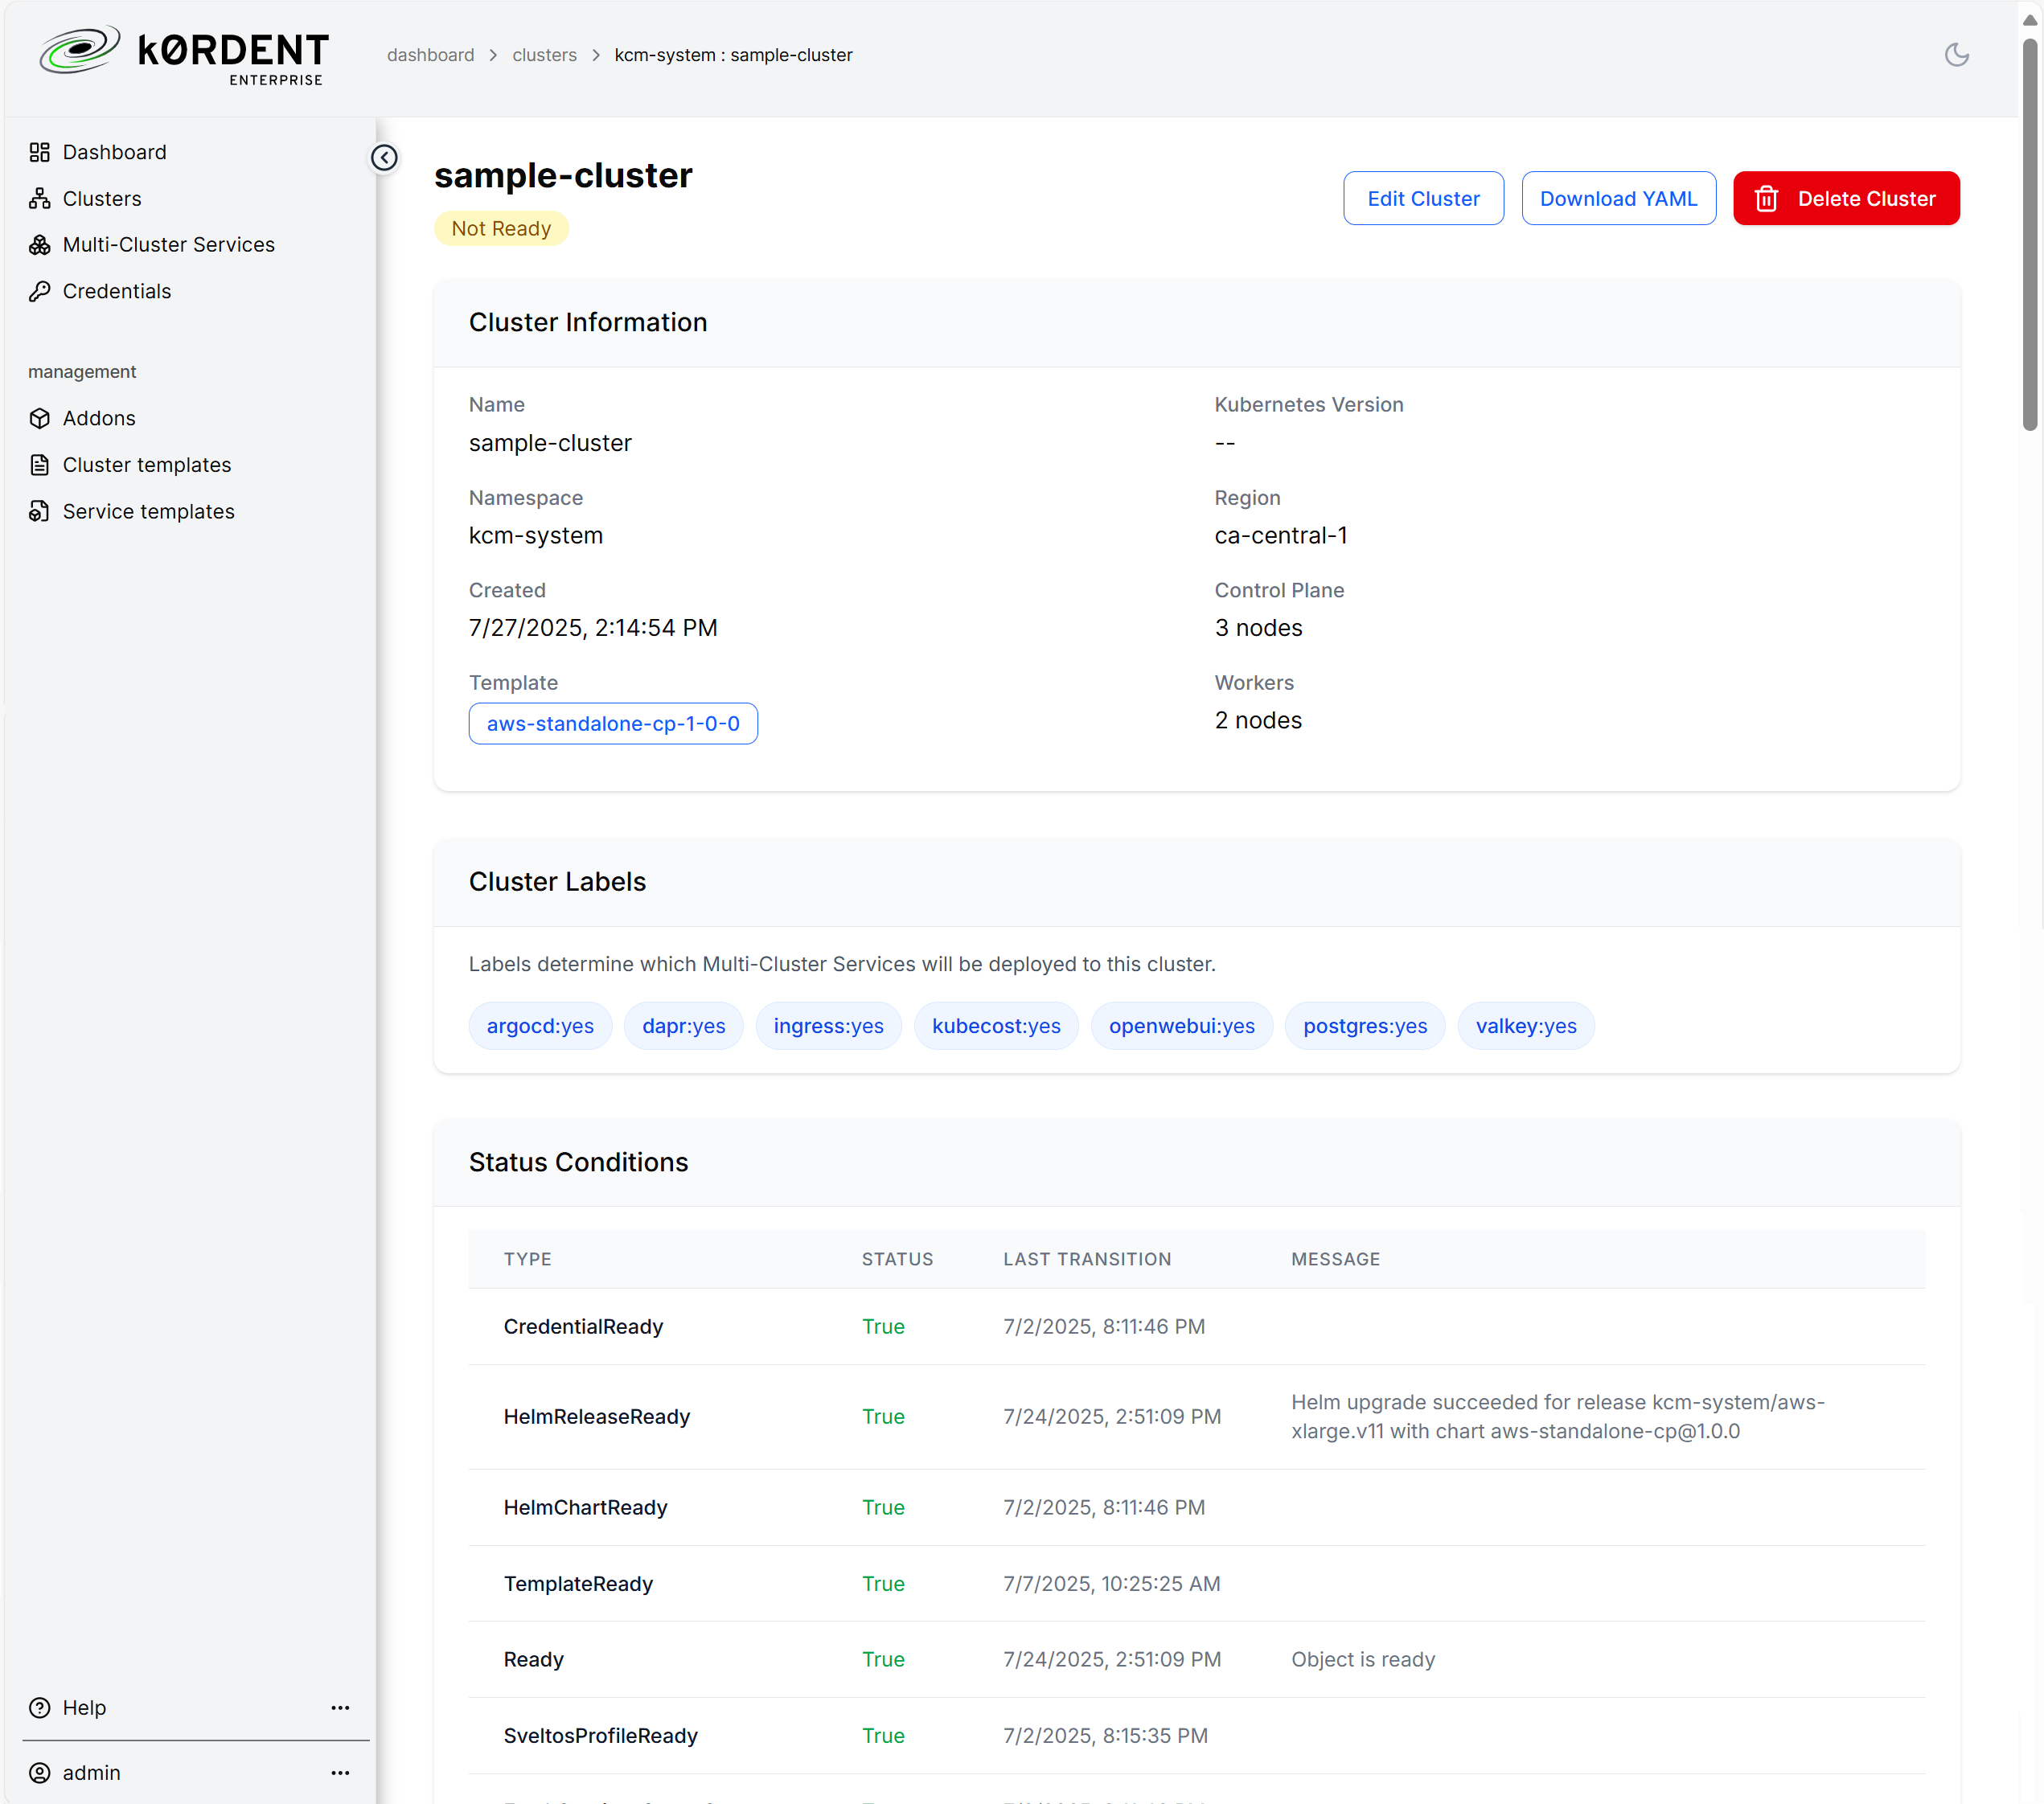 kØRDENT
ENTERPRISE
dashboard > clusters > kcm-system : sample-cluster
Dashboard
Clusters
Multi-Cluster Services
Credentials
management
Addons
Cluster templates
Service templates
Help
admin
sample-cluster
Not Ready
Edit Cluster
Download YAML
Delete Cluster
Cluster Information
Name
sample-cluster
Kubernetes Version
--
Namespace
kcm-system
Region
ca-central-1
Created
7/27/2025, 2:14:54 PM
Control Plane
3 nodes
Template
aws-standalone-cp-1-0-0
Workers
2 nodes
Cluster Labels
Labels determine which Multi-Cluster Services will be deployed to this cluster.
argocd:yes dapr:yes ingress:yes kubecost:yes openwebui:yes postgres:yes valkey:yes
Status Conditions
TYPE STATUS LAST TRANSITION MESSAGE
CredentialReady True 7/2/2025, 8:11:46 PM
HelmReleaseReady True 7/24/2025, 2:51:09 PM Helm upgrade succeeded for release kcm-system/aws-
xlarge.v11 with chart aws-standalone-cp@1.0.0
HelmChartReady True 7/2/2025, 8:11:46 PM
TemplateReady True 7/7/2025, 10:25:25 AM
Ready True 7/24/2025, 2:51:09 PM Object is ready
SveltosProfileReady True 7/2/2025, 8:15:35 PM